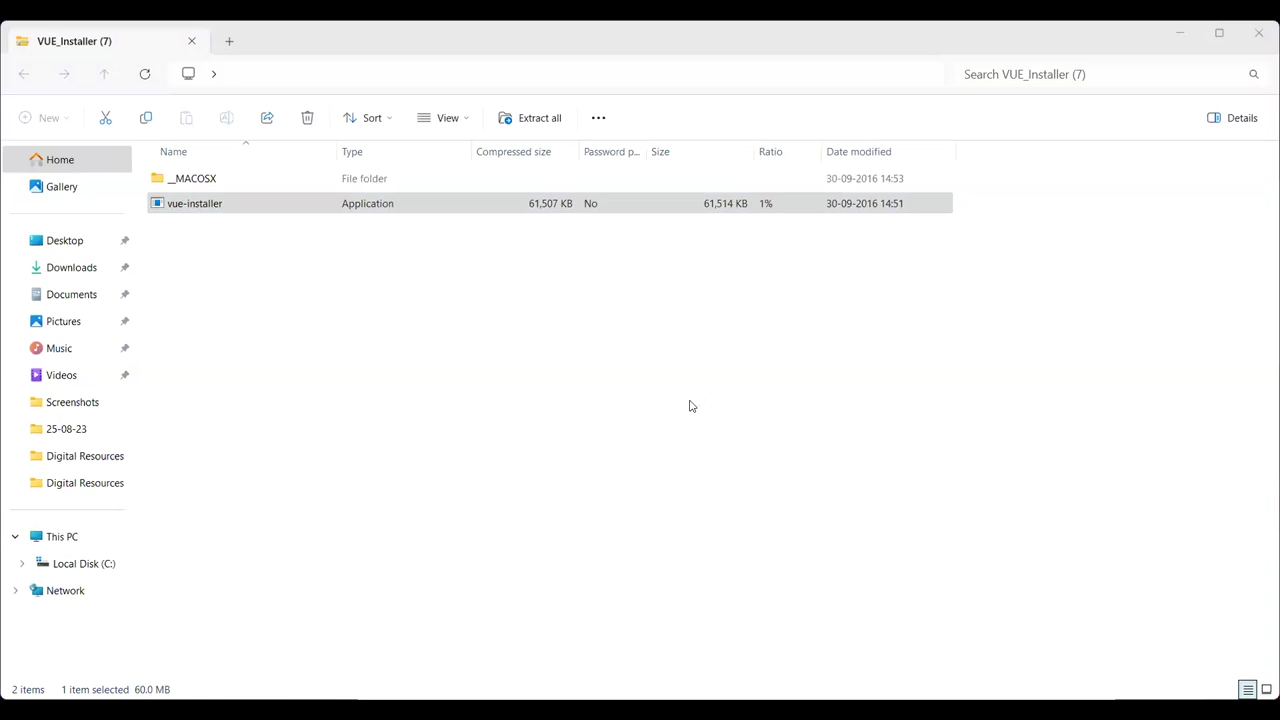 VUE_Installer (7)
Search VUE_Installer (7)
New
Sort
View
Extract all
Details
Name Type Compressed size Password p... Size Ratio Date modified
__MACOSX File folder 30-09-2016 14:53
vue-installer Application 61,507 KB No 61,514 KB 1% 30-09-2016 14:51
Home
Gallery
Desktop
Downloads
Documents
Pictures
Music
Videos
Screenshots
25-08-23
Digital Resources
Digital Resources
This PC
Local Disk (C:)
Network
2 items 1 item selected 60.0 MB